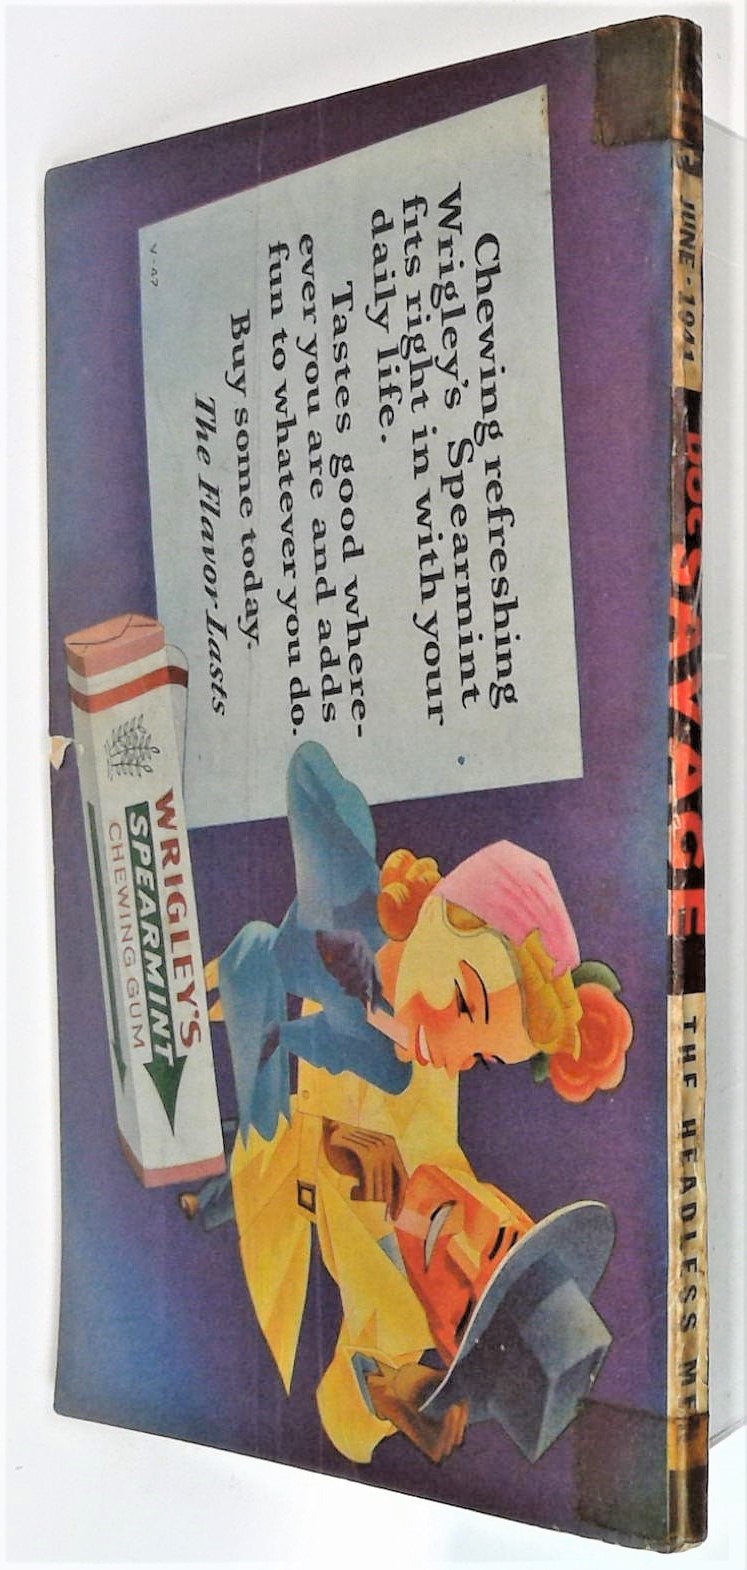 Chewing refreshing
Wrigley's Spearmint
fits right in with your
daily life.
Tastes good where-
ever you are and adds
fun to whatever you do.
Buy some today.
The Flavor Lasts
V-47
WRIGLEY'S
SPEARMINT
CHEWING GUM
JUNE · 1941
DOC SAVAGE
THE HEADLESS ME